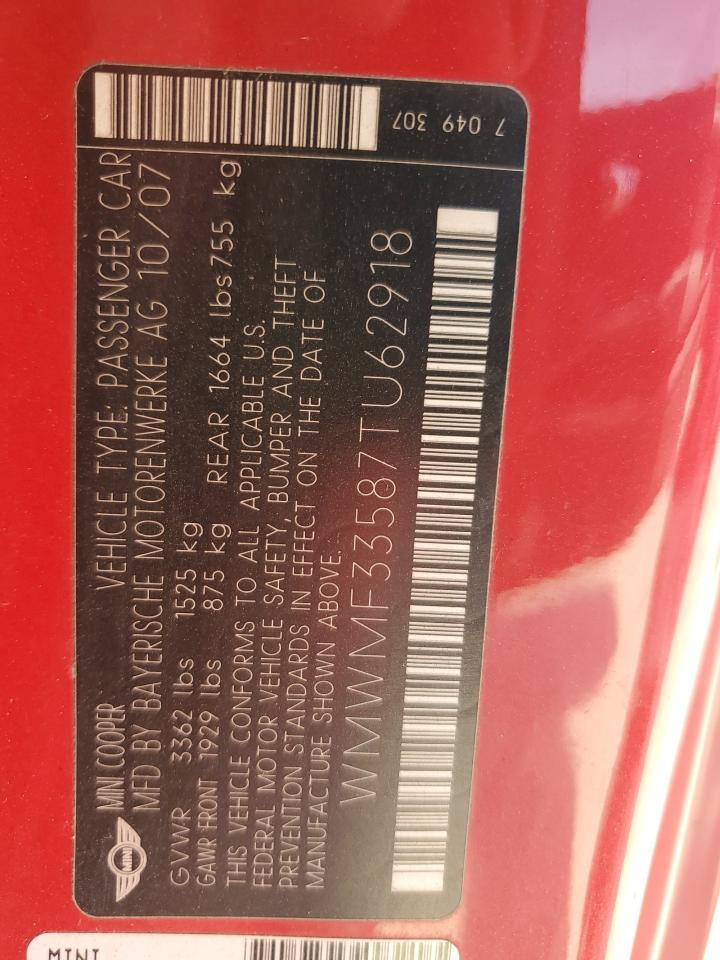 7 049 307
MINI COOPER VEHICLE TYPE: PASSENGER CAR
MFD BY BAYERISCHE MOTORENWERKE AG 10/07
MINI
GVWR 3362 lbs 1525 kg
GAWR FRONT 1929 lbs 875 kg REAR 1664 lbs 755 kg
THIS VEHICLE CONFORMS TO ALL APPLICABLE U.S.
FEDERAL MOTOR VEHICLE SAFETY, BUMPER AND THEFT
PREVENTION STANDARDS IN EFFECT ON THE DATE OF
MANUFACTURE SHOWN ABOVE.
WMWMF33587TU62918
MINI